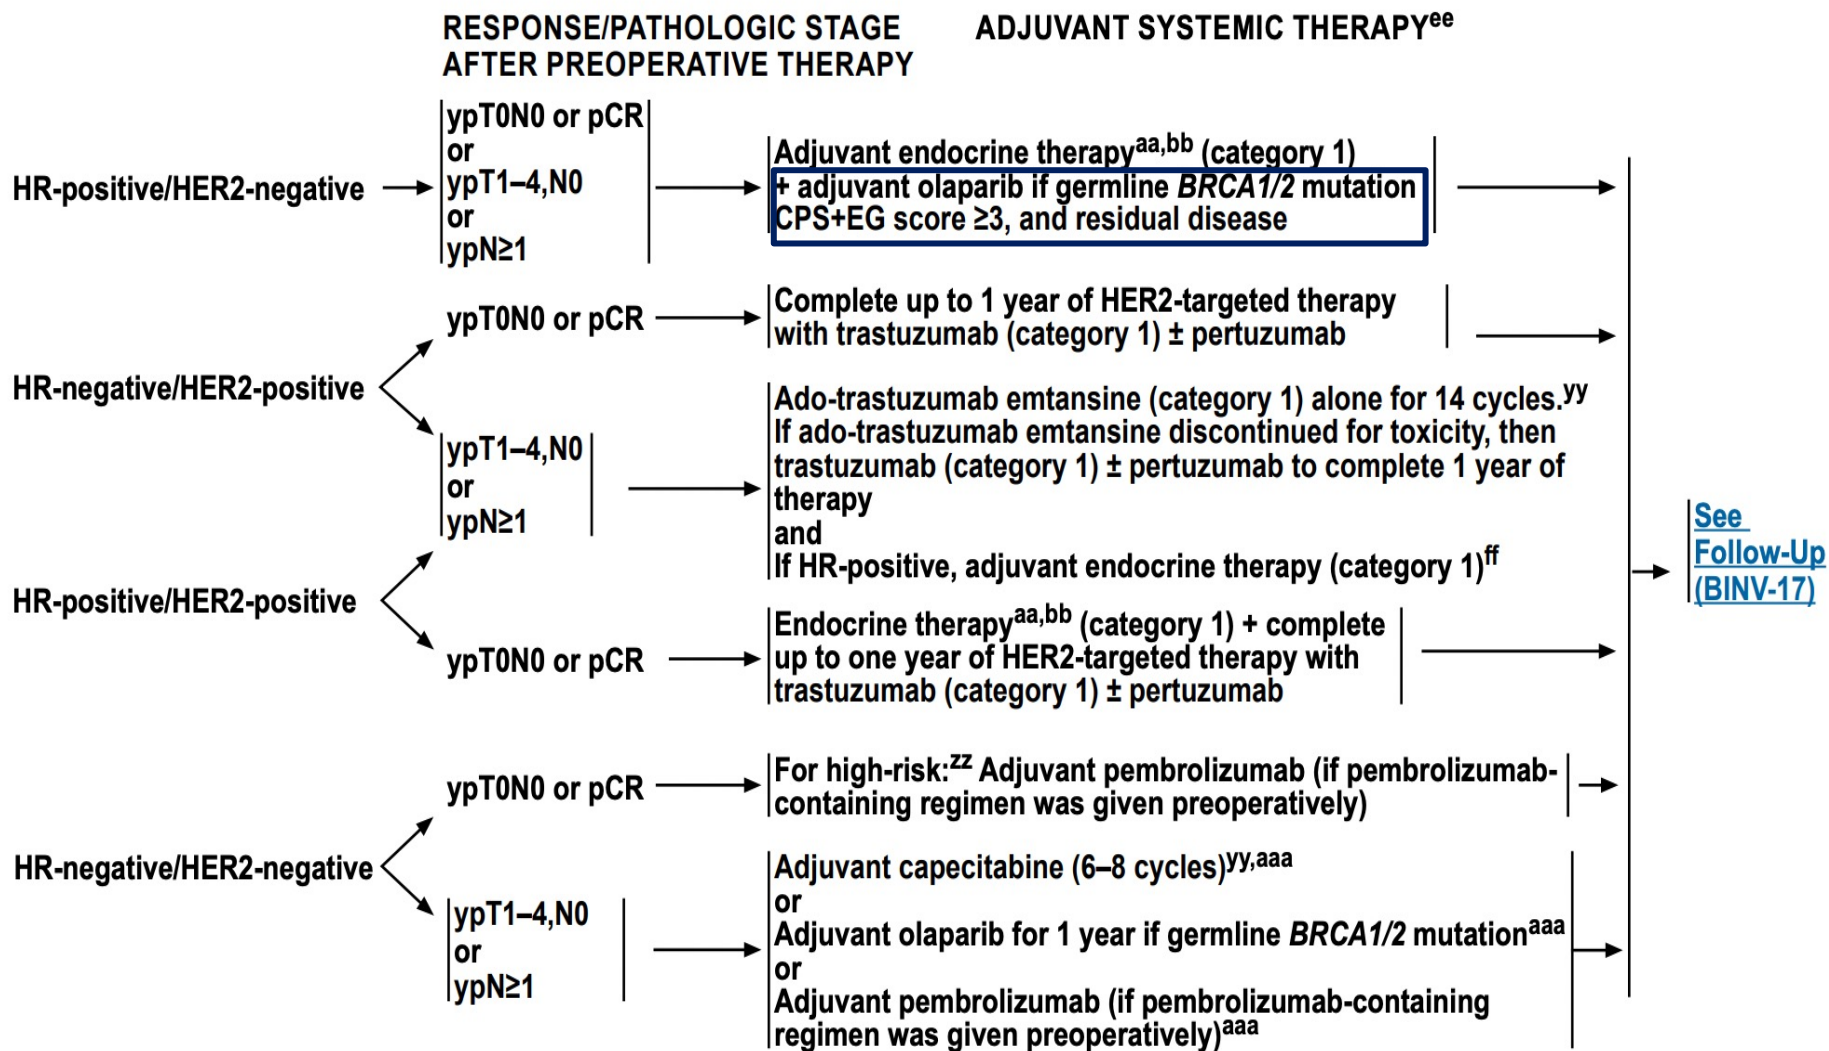 RESPONSE/PATHOLOGIC STAGE
AFTER PREOPERATIVE THERAPY
ADJUVANT SYSTEMIC THERAPYee
HR-positive/HER2-negative
ypT0N0 or pCR
or
ypT1–4,N0
or
ypN≥1
Adjuvant endocrine therapyaa,bb (category 1)
+ adjuvant olaparib if germline BRCA1/2 mutation
CPS+EG score ≥3, and residual disease
HR-negative/HER2-positive
ypT0N0 or pCR
Complete up to 1 year of HER2-targeted therapy
with trastuzumab (category 1) ± pertuzumab
ypT1–4,N0
or
ypN≥1
Ado-trastuzumab emtansine (category 1) alone for 14 cycles.yy
If ado-trastuzumab emtansine discontinued for toxicity, then
trastuzumab (category 1) ± pertuzumab to complete 1 year of
therapy
and
If HR-positive, adjuvant endocrine therapy (category 1)ff
HR-positive/HER2-positive
ypT0N0 or pCR
Endocrine therapyaa,bb (category 1) + complete
up to one year of HER2-targeted therapy with
trastuzumab (category 1) ± pertuzumab
HR-negative/HER2-negative
ypT0N0 or pCR
For high-risk:zz Adjuvant pembrolizumab (if pembrolizumab-
containing regimen was given preoperatively)
ypT1–4,N0
or
ypN≥1
Adjuvant capecitabine (6–8 cycles)yy,aaa
or
Adjuvant olaparib for 1 year if germline BRCA1/2 mutationaaa
or
Adjuvant pembrolizumab (if pembrolizumab-containing
regimen was given preoperatively)aaa
See
Follow-Up
(BINV-17)